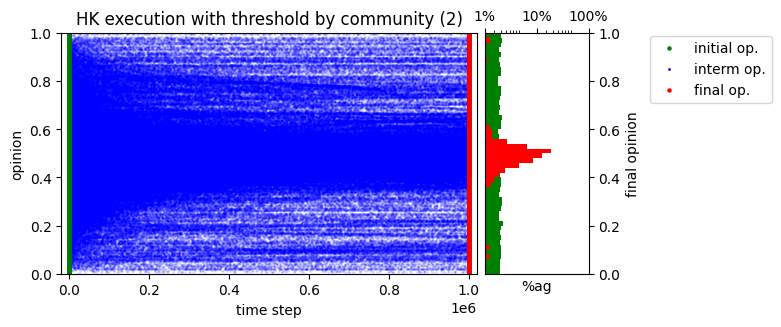 HK execution with threshold by community (2)
1% 10% 100%
initial op.
interm op.
final op.
1.0 1.0
0.8 0.8
0.6 0.6
0.4 0.4
0.2 0.2
0.0 0.0
opinion
final opinion
0.0 0.2 0.4 0.6 0.8 1.0
%ag
time step
1e6